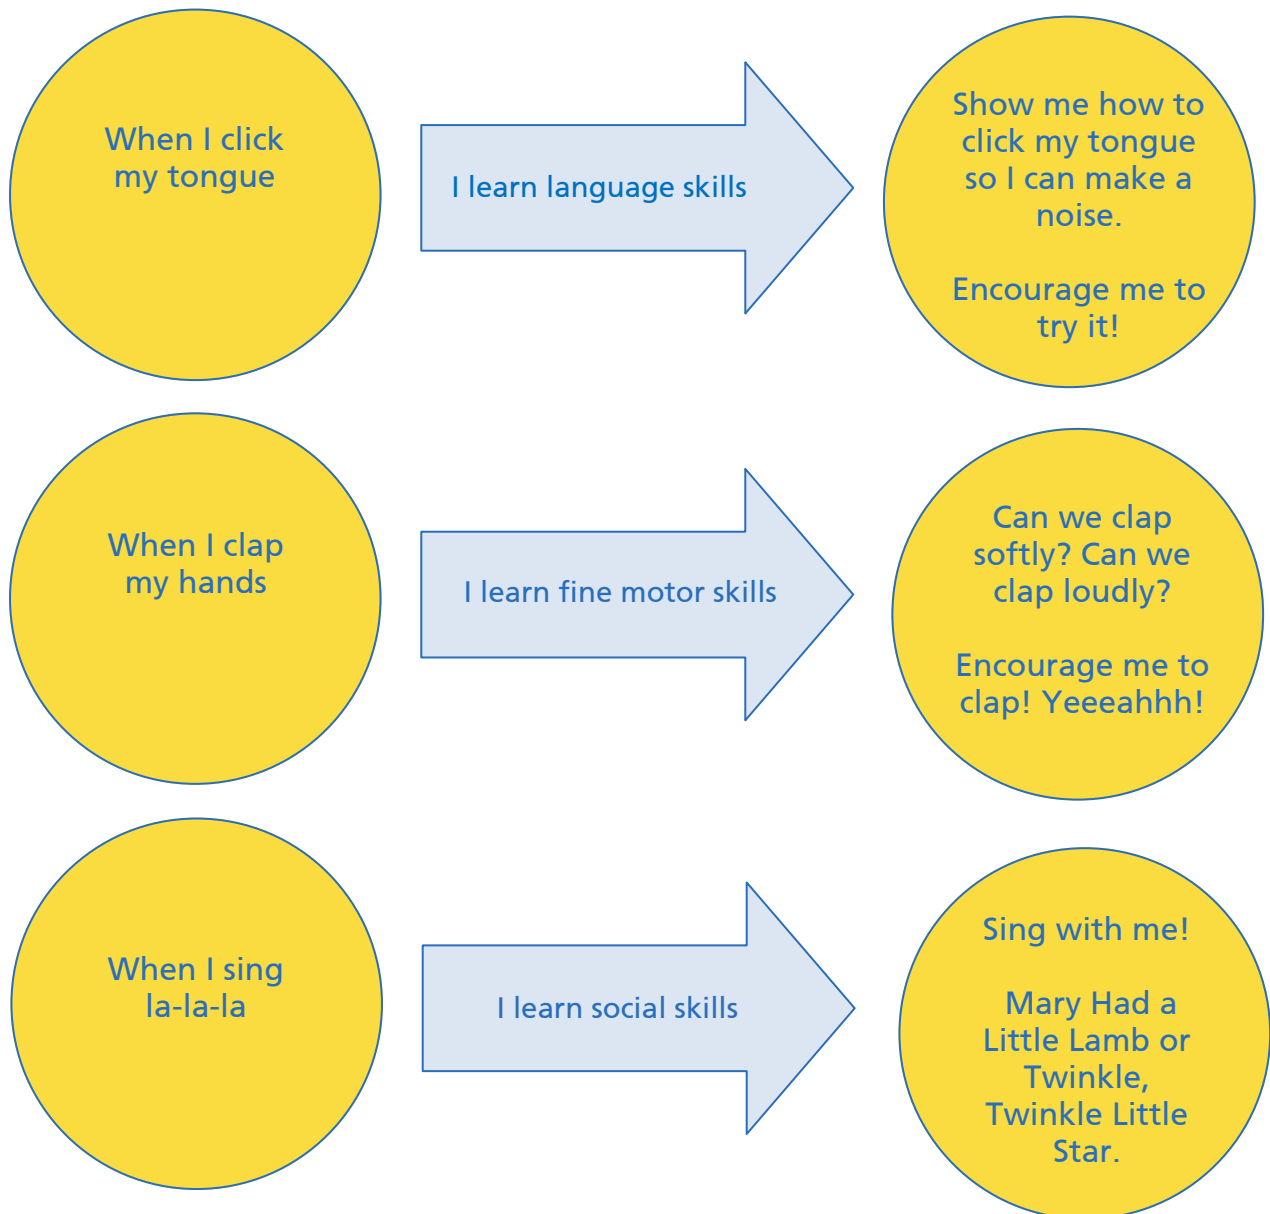 When I click
my tongue
I learn language skills
Show me how to
click my tongue
so I can make a
noise.
Encourage me to
try it!
When I clap
my hands
I learn fine motor skills
Can we clap
softly? Can we
clap loudly?
Encourage me to
clap! Yeeeahhh!
When I sing
la-la-la
I learn social skills
Sing with me!
Mary Had a
Little Lamb or
Twinkle,
Twinkle Little
Star.